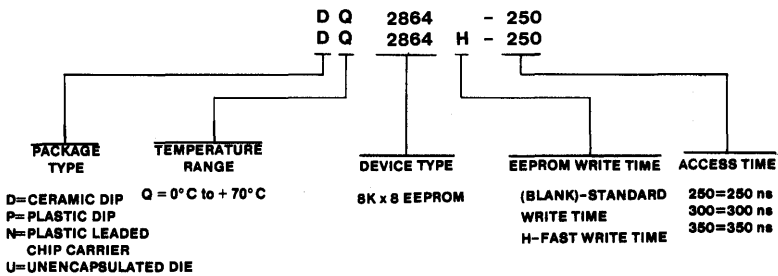 D Q 2864 - 250
D Q 2864 H - 250
PACKAGE TYPE
D=CERAMIC DIP
P=PLASTIC DIP
N=PLASTIC LEADED
CHIP CARRIER
U=UNENCAPSULATED DIE
TEMPERATURE
RANGE
Q = 0°C to + 70°C
DEVICE TYPE
8K x 8 EEPROM
EEPROM WRITE TIME
(BLANK)-STANDARD
WRITE TIME
H-FAST WRITE TIME
ACCESS TIME
250=250 ns
300=300 ns
350=350 ns